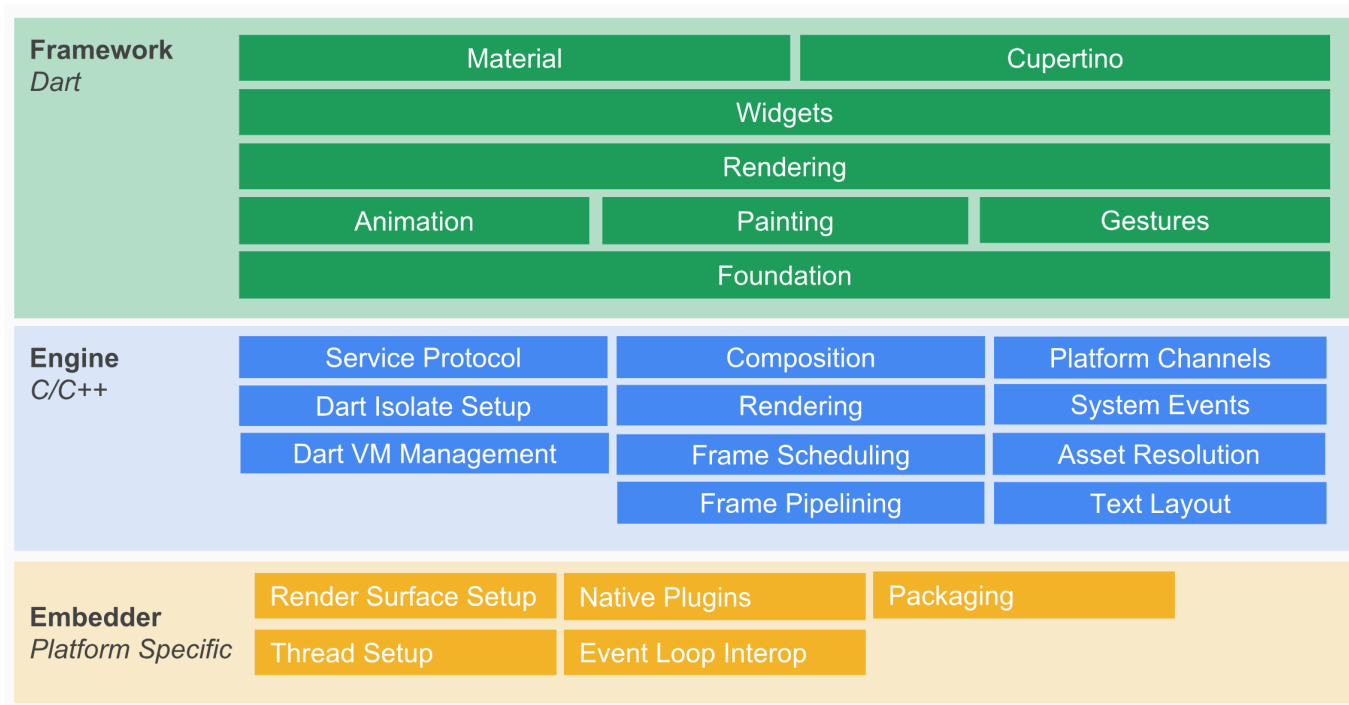 Framework
Dart
Material
Cupertino
Widgets
Rendering
Animation
Painting
Gestures
Foundation
Engine
C/C++
Service Protocol
Composition
Platform Channels
Dart Isolate Setup
Rendering
System Events
Dart VM Management
Frame Scheduling
Asset Resolution
Frame Pipelining
Text Layout
Embedder
Platform Specific
Render Surface Setup
Native Plugins
Packaging
Thread Setup
Event Loop Interop